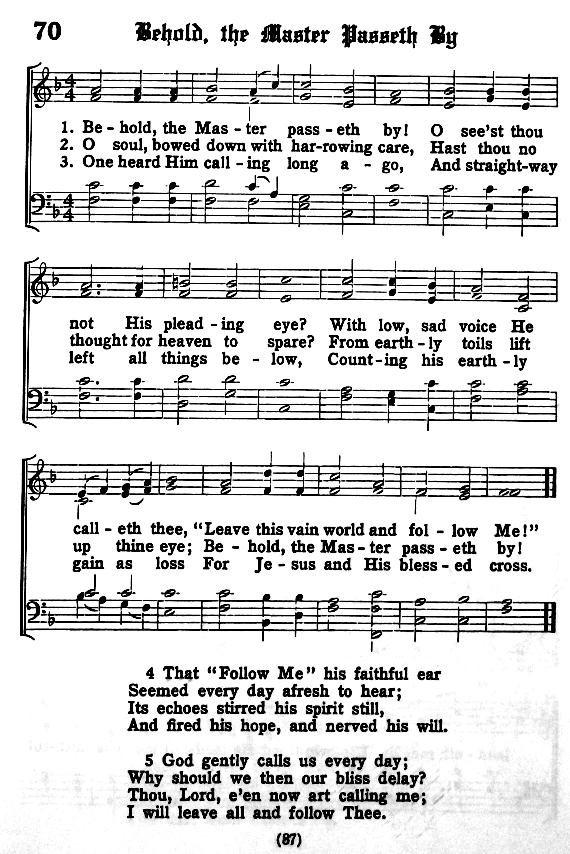 70 Behold, the Master Passeth By
1. Be - hold, the Mas - ter pass - eth by! O see'st thou
2. O soul, bowed down with har-rowing care, Hast thou no
3. One heard Him call - ing long a - go, And straight-way
not His plead - ing eye? With low, sad voice He
thought for heaven to spare? From earth - ly toils lift
left all things be - low, Count - ing his earth - ly
call - eth thee, "Leave this vain world and fol - low Me!"
up thine eye; Be - hold, the Mas - ter pass - eth by!
gain as loss For Je - sus and His bless - ed cross.
4 That "Follow Me" his faithful ear
Seemed every day afresh to hear;
Its echoes stirred his spirit still,
And fired his hope, and nerved his will.
5 God gently calls us every day;
Why should we then our bliss delay?
Thou, Lord, e'en now art calling me;
I will leave all and follow Thee.
(87)